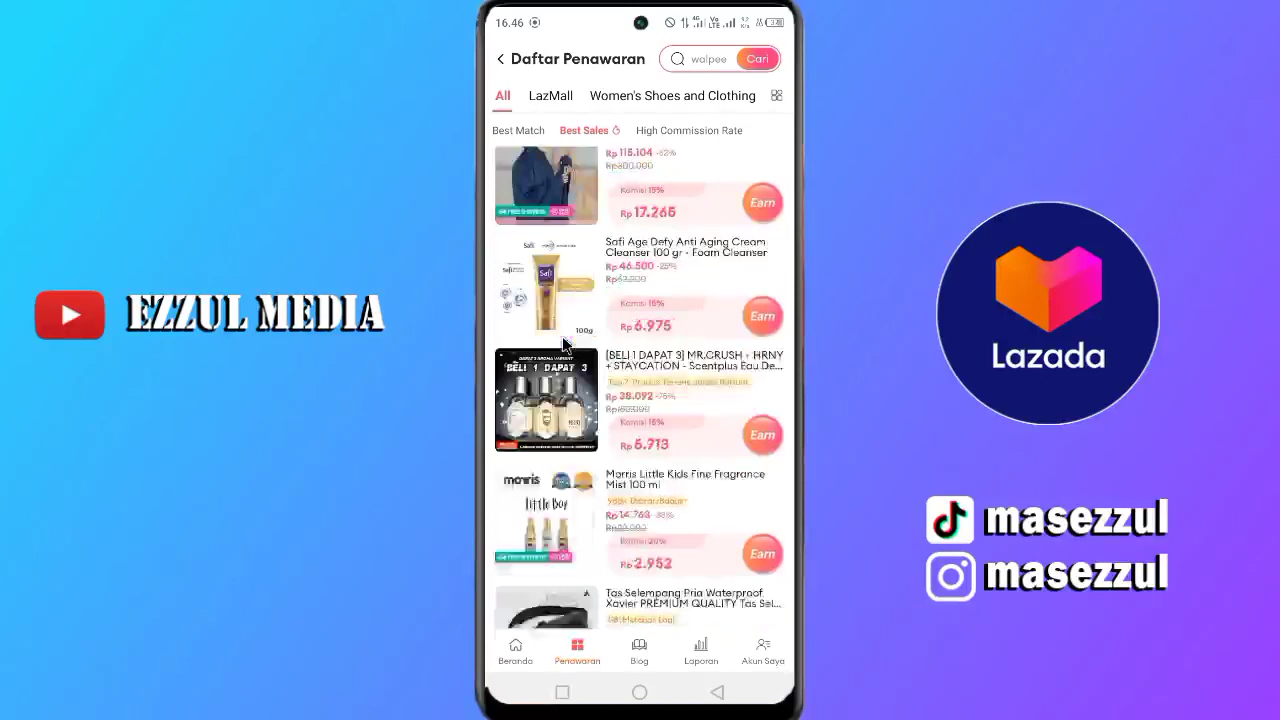 16.46
Daftar Penawaran
walpee
Cari
All
LazMall
Women's Shoes and Clothing
Best Match
Best Sales
High Commission Rate
Rp 115.104
Komisi 15%
Rp 17.265
Earn
Safi Age Defy Anti Aging Cream
Cleanser 100 gr - Foam Cleanser
Rp 46.500 -25%
Komisi 15%
Rp 6.975
Earn
Safi
100g
[BELI 1 DAPAT 3] MR.CRUSH + HRNY
+ STAYCATION - Scentplus Eau De...
Rp 38.092 -75%
Komisi 15%
Rp 5.713
Earn
BELI 1 DAPAT 3
Morris Little Kids Fine Fragrance
Mist 100 ml
Rp 14.763
Komisi 20%
Rp 2.952
Earn
morris
little Boy
Tas Selempang Pria Waterproof
Xavier PREMIUM QUALITY Tas Sel...
Beranda
Penawaran
Blog
Laporan
Akun Saya
EZZUL MEDIA
Lazada
masezzul
masezzul